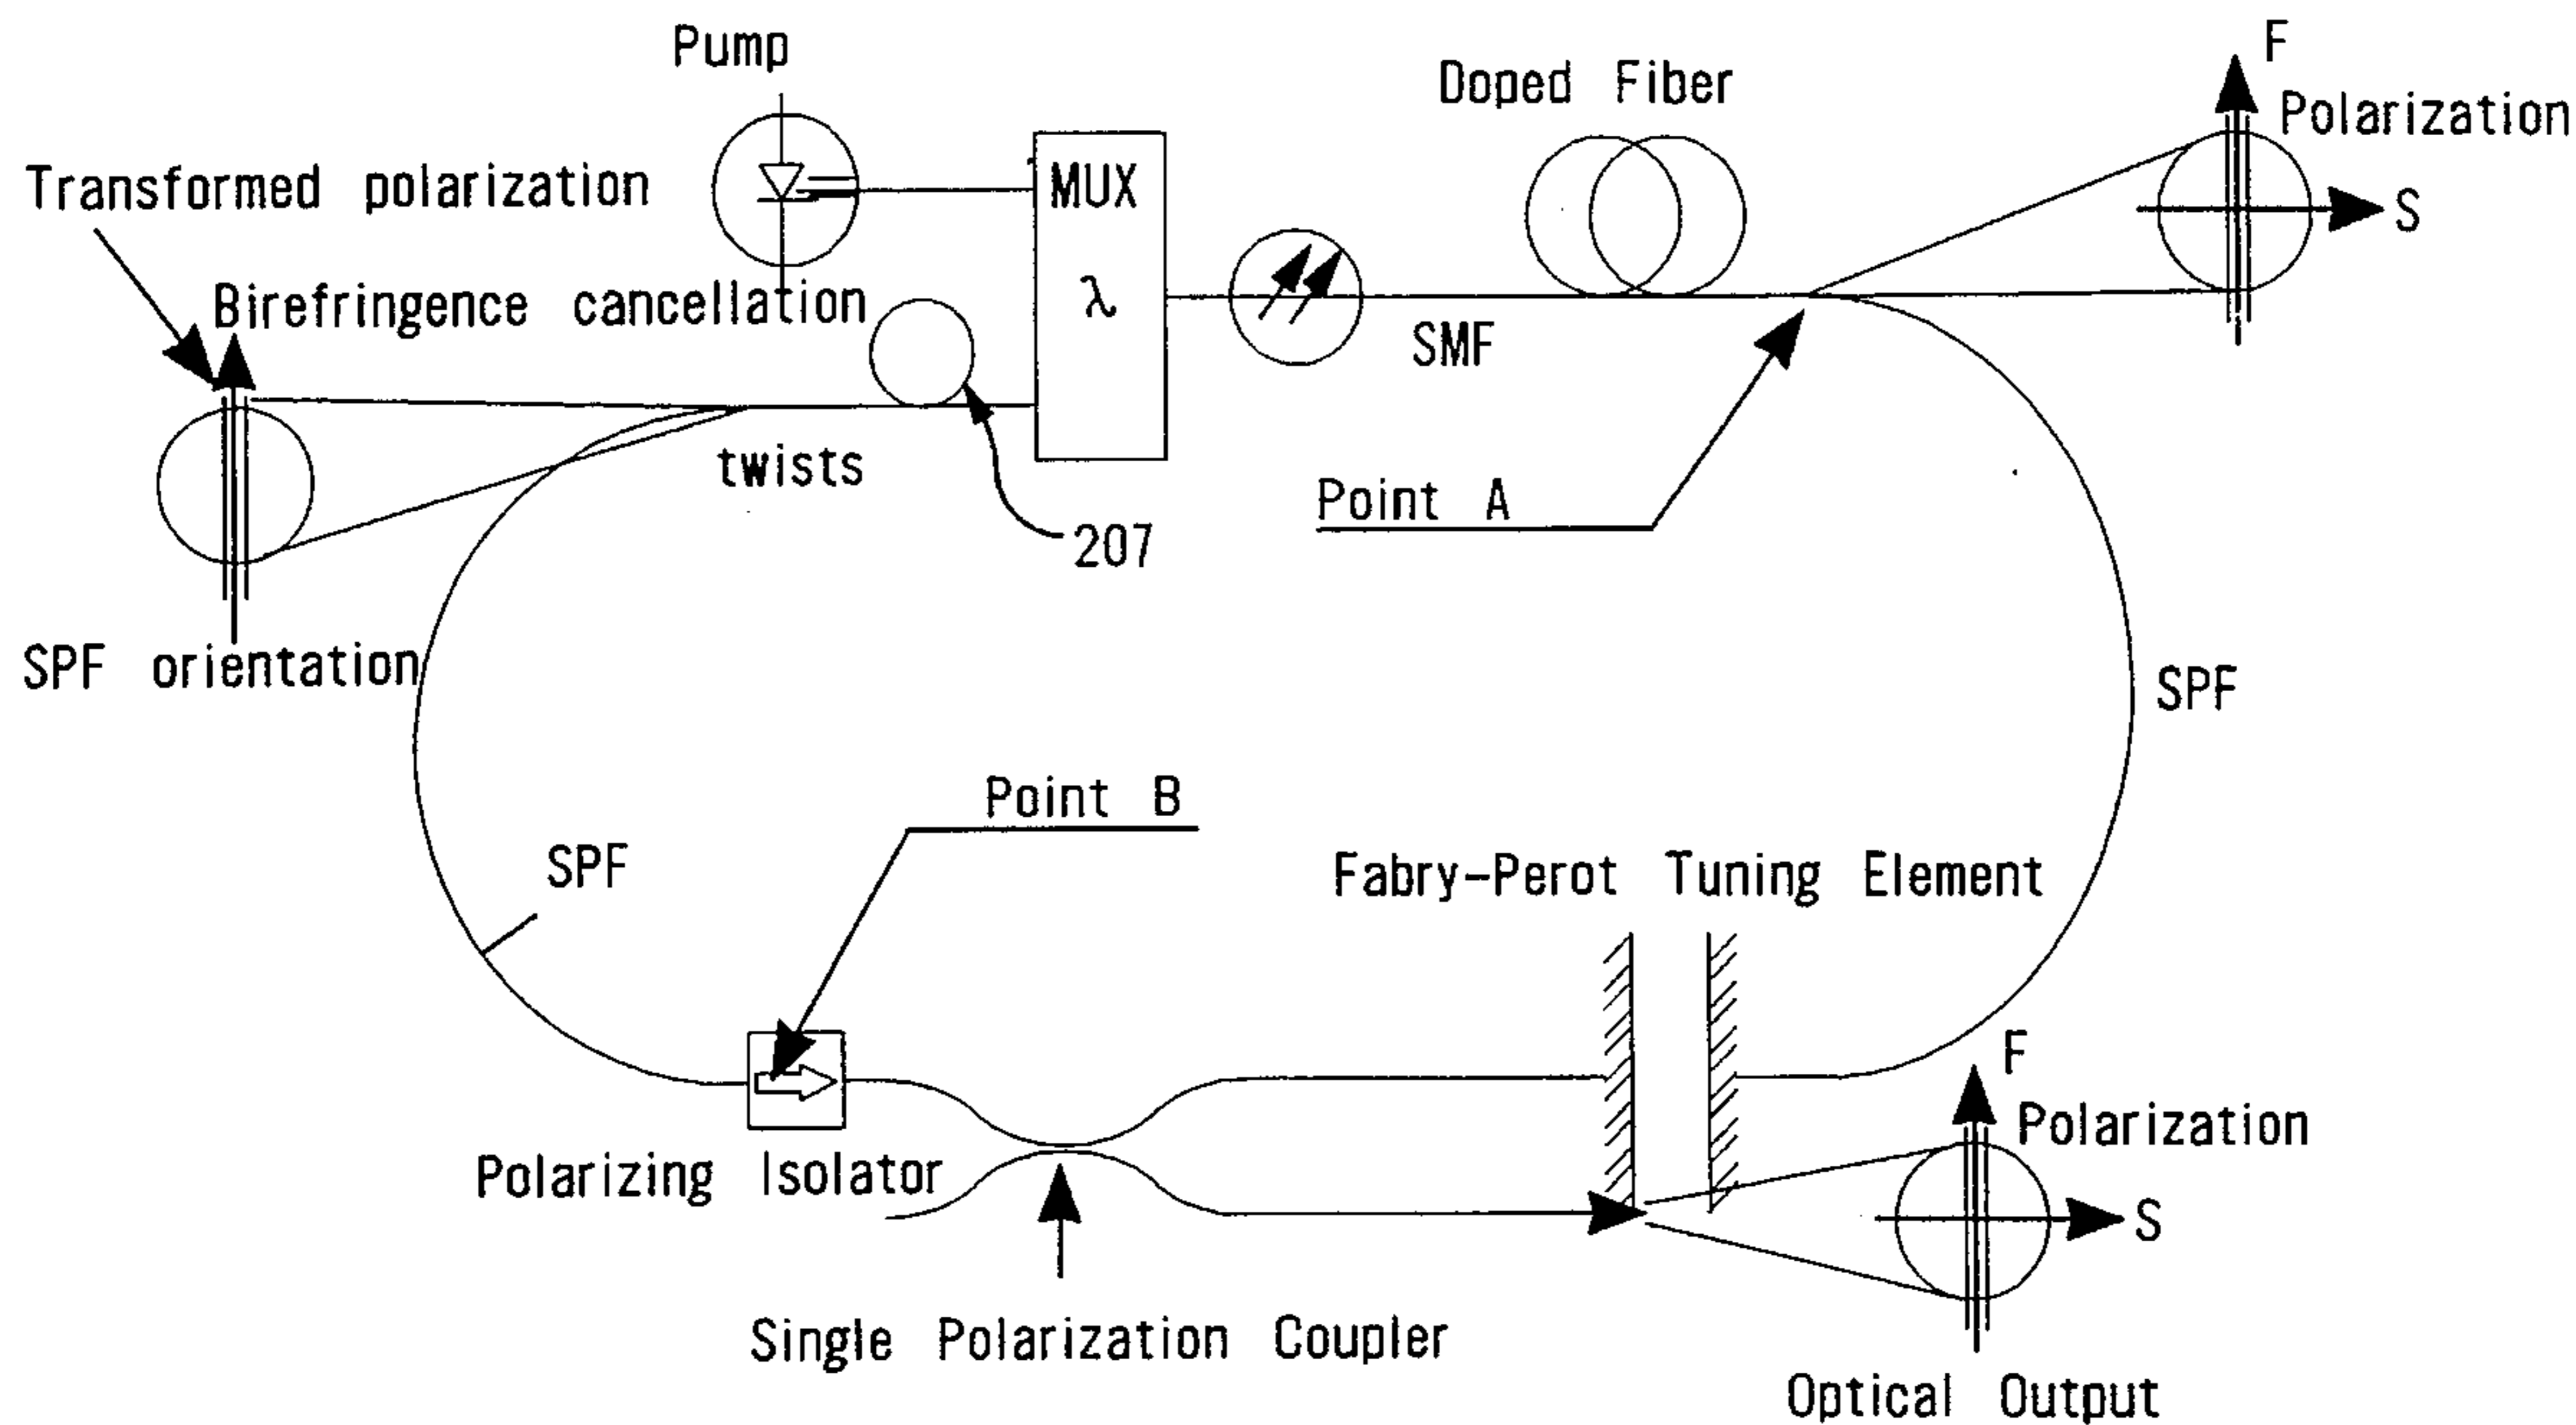 Pump
F
Doped Fiber
Polarization
Transformed polarization
MUX
S
Birefringence cancellation
λ
SMF
twists
Point A
207
SPF orientation
SPF
Point B
SPF
Fabry-Perot Tuning Element
F
Polarization
Polarizing Isolator
S
Single Polarization Coupler
Optical Output